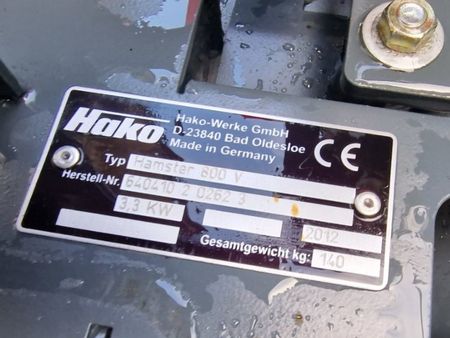 Hako
Hako-Werke GmbH
D-23840 Bad Oldesloe
Made in Germany
CE
Typ Hamster 800 V
Herstell-Nr. 640410 2 0262 3
3,3 KW 2012
Gesamtgewicht kg: 140